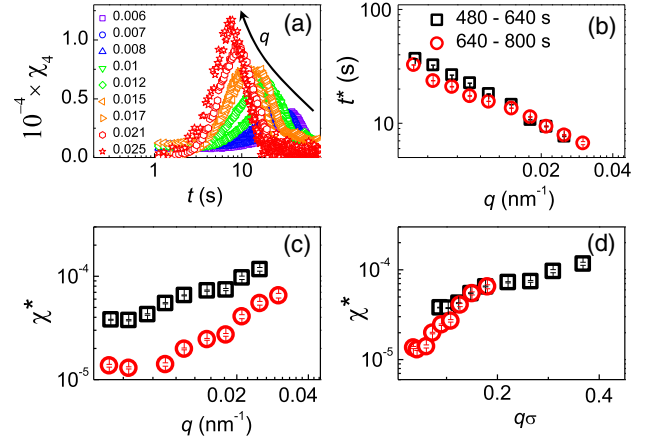 (a)
10⁻⁴ × χ₄
1.0
0.5
0.0
0.006
0.007
0.008
0.01
0.012
0.015
0.017
0.021
0.025
q
1
10
t (s)
(b)
t* (s)
100
10
480 - 640 s
640 - 800 s
0.02
0.04
q (nm⁻¹)
(c)
χ*
10⁻⁴
10⁻⁵
0.02
0.04
q (nm⁻¹)
(d)
χ*
10⁻⁴
10⁻⁵
0.2
0.4
qσ